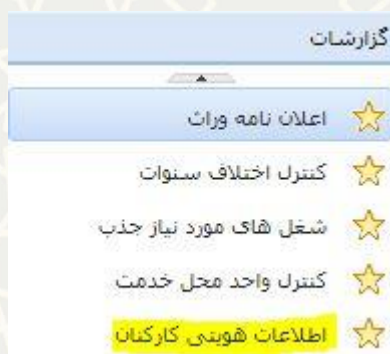 گزارشات
اعلان نامه وراث
کنترل اختلاف سنوات
شغل های مورد نیاز جذب
کنترل واحد محل خدمت
اطلاعات هویتی کارکنان